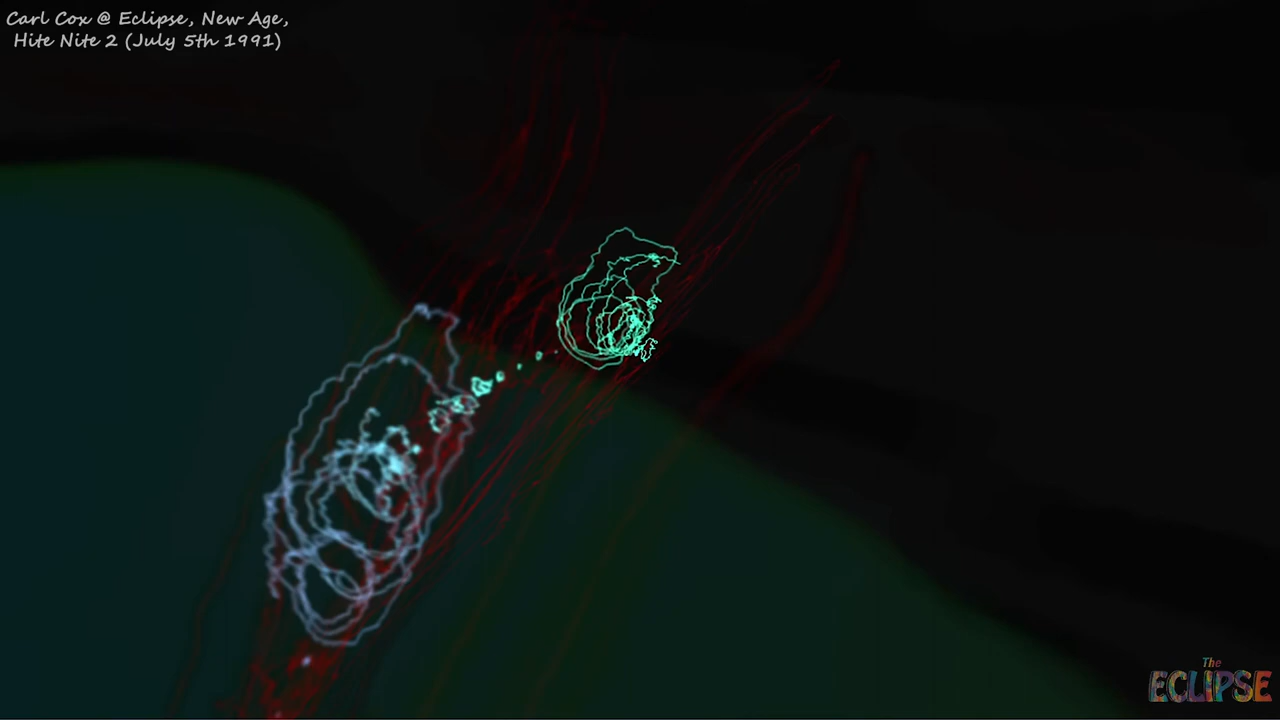 Carl Cox @ Eclipse, New Age,
Hite Nite 2 (July 5th 1991)
The
ECLIPSE